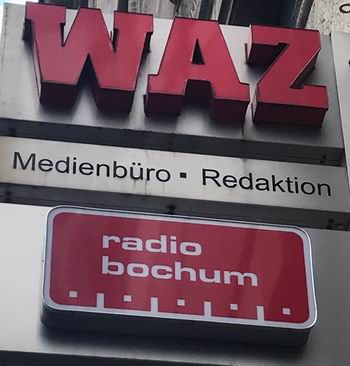 WAZ
Medienbüro ▪ Redaktion
radio
bochum